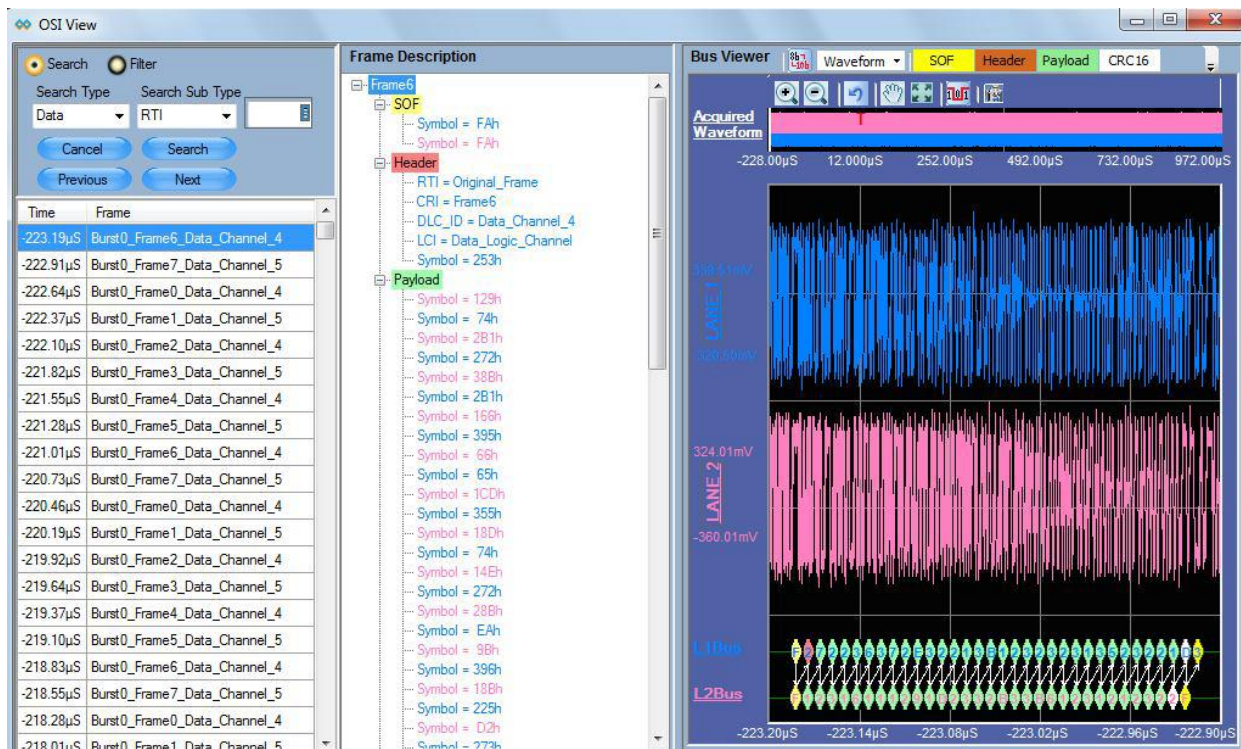 OSI View
Search Filter
Search Type Search Sub Type
Data RTI
Cancel Search
Previous Next
Time Frame
-223.19µS Burst0_Frame6_Data_Channel_4
-222.91µS Burst0_Frame7_Data_Channel_5
-222.64µS Burst0_Frame0_Data_Channel_4
-222.37µS Burst0_Frame1_Data_Channel_5
-222.10µS Burst0_Frame2_Data_Channel_4
-221.82µS Burst0_Frame3_Data_Channel_5
-221.55µS Burst0_Frame4_Data_Channel_4
-221.28µS Burst0_Frame5_Data_Channel_5
-221.01µS Burst0_Frame6_Data_Channel_4
-220.73µS Burst0_Frame7_Data_Channel_5
-220.46µS Burst0_Frame0_Data_Channel_4
-220.19µS Burst0_Frame1_Data_Channel_5
-219.92µS Burst0_Frame2_Data_Channel_4
-219.64µS Burst0_Frame3_Data_Channel_5
-219.37µS Burst0_Frame4_Data_Channel_4
-219.10µS Burst0_Frame5_Data_Channel_5
-218.83µS Burst0_Frame6_Data_Channel_4
-218.55µS Burst0_Frame7_Data_Channel_5
-218.28µS Burst0_Frame0_Data_Channel_4
-218.01µS Burst0_Frame1_Data_Channel_5
Frame Description
Frame6
SOF
Symbol = FAh
Symbol = FAh
Header
RTI = Original_Frame
CRI = Frame6
DLC_ID = Data_Channel_4
LCI = Data_Logic_Channel
Symbol = 253h
Payload
Symbol = 129h
Symbol = 74h
Symbol = 2B1h
Symbol = 272h
Symbol = 38Bh
Symbol = 2B1h
Symbol = 166h
Symbol = 395h
Symbol = 66h
Symbol = 65h
Symbol = 1CDh
Symbol = 355h
Symbol = 18Dh
Symbol = 74h
Symbol = 14Eh
Symbol = 272h
Symbol = 28Bh
Symbol = EAh
Symbol = 9Bh
Symbol = 396h
Symbol = 18Bh
Symbol = 225h
Symbol = D2h
Symbol = 273h
Bus Viewer Waveform SOF Header Payload CRC16
Acquired
Waveform
-228.00µS 12.000µS 252.00µS 492.00µS 732.00µS 972.00µS
LANE 1
324.01mV
LANE 2
-360.01mV
L1Bus
L2Bus
-223.20µS -223.14µS -223.08µS -223.02µS -222.96µS -222.90µS